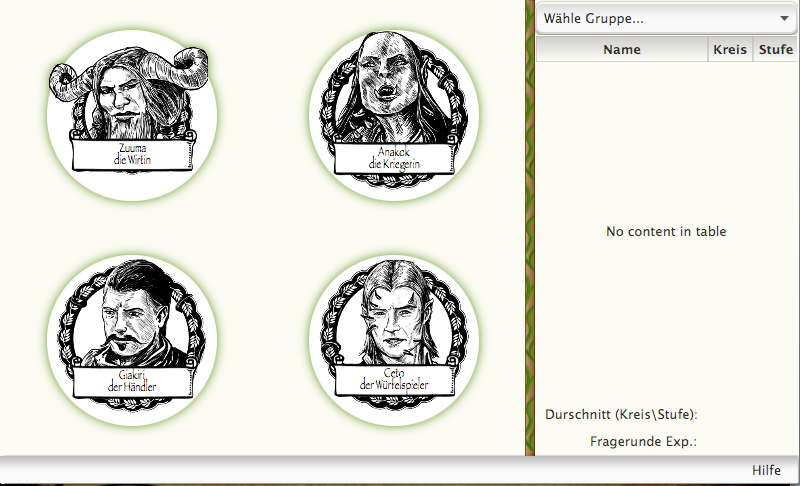 Zuuma
die Wirtin
Anakok
die Kriegerin
Giakiri
der Händler
Ceto
der Würfelspieler
Wähle Gruppe...
Name Kreis Stufe
No content in table
Durschnitt (Kreis\Stufe):
Fragerunde Exp.:
Hilfe